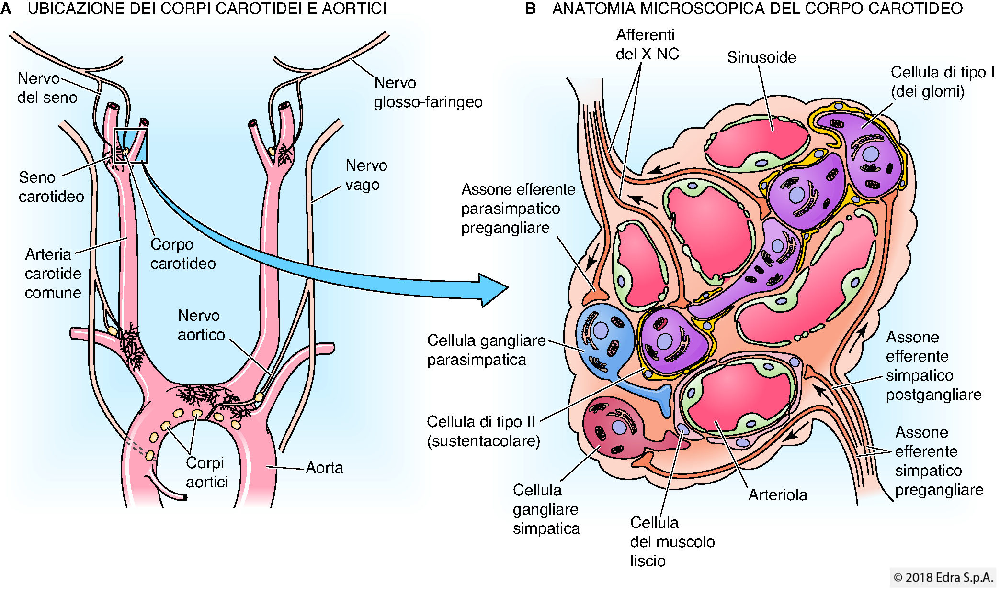 A UBICAZIONE DEI CORPI CAROTIDEI E AORTICI
Nervo
del seno
Nervo
glosso-faringeo
Seno
carotideo
Nervo
vago
Arteria
carotide
comune
Corpo
carotideo
Nervo
aortico
Corpi
aortici
Aorta
B ANATOMIA MICROSCOPICA DEL CORPO CAROTIDEO
Afferenti
del X NC
Sinusoide
Cellula di tipo I
(dei glomi)
Assone efferente
parasimpatico
pregangliare
Cellula gangliare
parasimpatica
Assone
efferente
simpatico
postgangliare
Cellula di tipo II
(sustentacolare)
Assone
efferente
simpatico
pregangliare
Cellula
gangliare
simpatica
Arteriola
Cellula
del muscolo
liscio
© 2018 Edra S.p.A.